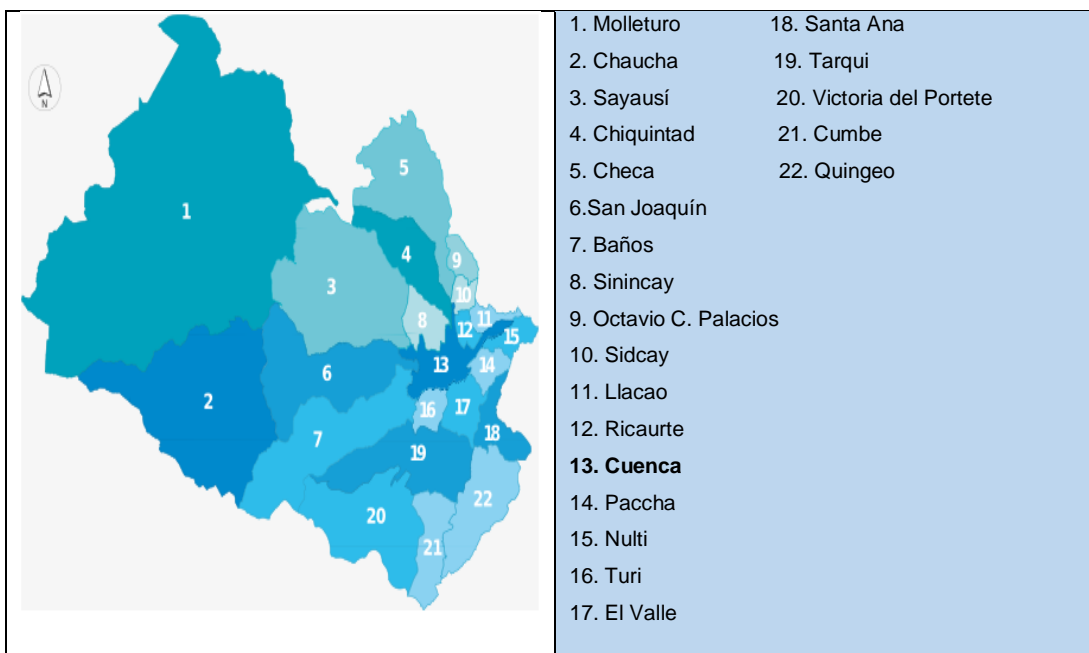 N
1
2
3
4
5
6
7
8
9
10
11
12
13
14
15
16
17
18
19
20
21
22
1. Molleturo 18. Santa Ana
2. Chaucha 19. Tarqui
3. Sayausí 20. Victoria del Portete
4. Chiquintad 21. Cumbe
5. Checa 22. Quingeo
6.San Joaquín
7. Baños
8. Sinincay
9. Octavio C. Palacios
10. Sidcay
11. Llacao
12. Ricaurte
13. Cuenca
14. Paccha
15. Nulti
16. Turi
17. El Valle